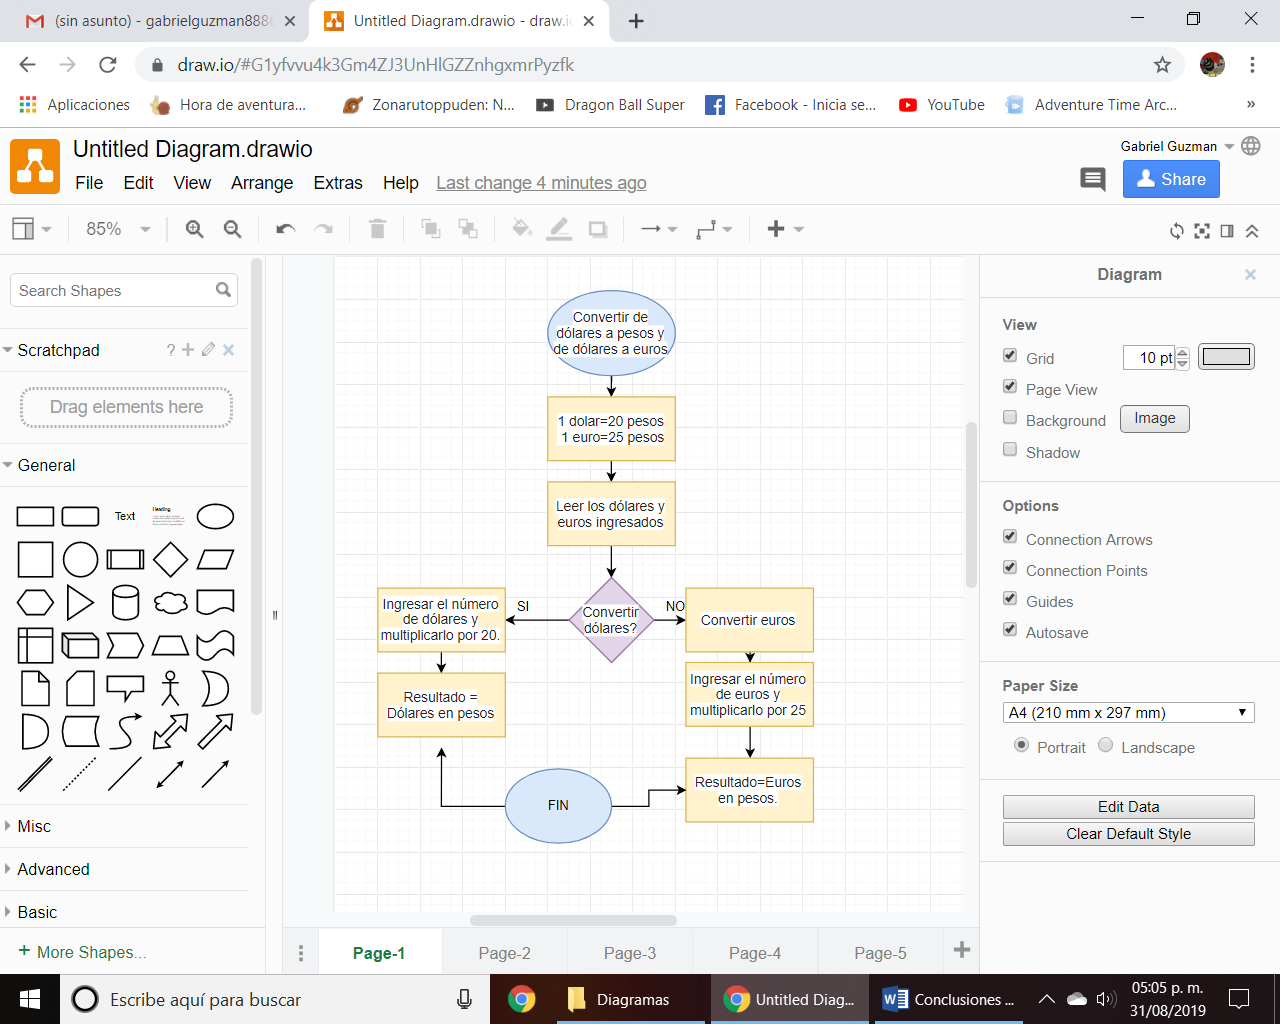 (sin asunto) - gabrielguzman888
Untitled Diagram.drawio - draw.i
draw.io/#G1yfvvu4k3Gm4ZJ3UnHlGZZnhgxmrPyzfk
Aplicaciones
Hora de aventura...
Zonarutoppuden: N...
Dragon Ball Super
Facebook - Inicia se...
YouTube
Adventure Time Arc...
»
Untitled Diagram.drawio
Gabriel Guzman
File Edit View Arrange Extras Help Last change 4 minutes ago
Share
85%
Search Shapes
Scratchpad
?
Drag elements here
General
Text
Heading
Misc
Advanced
Basic
+ More Shapes...
Convertir de
dólares a pesos y
de dólares a euros
1 dolar=20 pesos
1 euro=25 pesos
Leer los dólares y
euros ingresados
Convertir
dólares?
SI
NO
Ingresar el número
de dólares y
multiplicarlo por 20.
Resultado =
Dólares en pesos
Convertir euros
Ingresar el número
de euros y
multiplicarlo por 25
Resultado=Euros
en pesos.
FIN
Page-1 Page-2 Page-3 Page-4 Page-5
Diagram
View
Grid
10 pt
Page View
Background
Image
Shadow
Options
Connection Arrows
Connection Points
Guides
Autosave
Paper Size
A4 (210 mm x 297 mm)
Portrait
Landscape
Edit Data
Clear Default Style
Escribe aquí para buscar
Diagramas
Untitled Diag...
Conclusiones ...
05:05 p. m.
31/08/2019